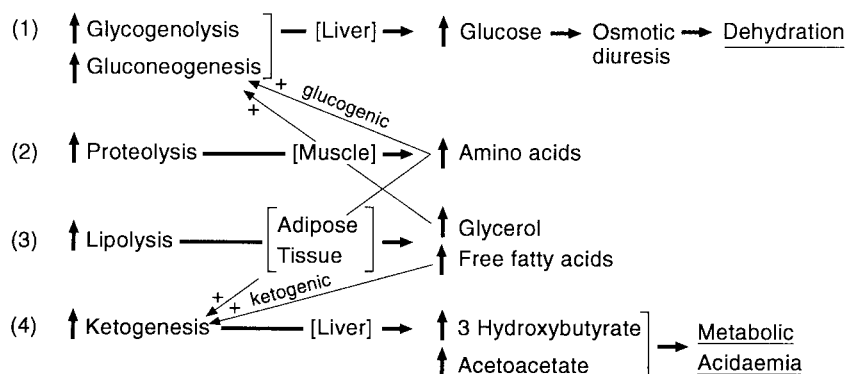 (1) ↑ Glycogenolysis [Liver] → ↑ Glucose → Osmotic diuresis → Dehydration
↑ Gluconeogenesis
+ glucogenic
+
(2) ↑ Proteolysis [Muscle] → ↑ Amino acids
(3) ↑ Lipolysis [Adipose Tissue] → ↑ Glycerol
↑ Free fatty acids
+ + ketogenic
(4) ↑ Ketogenesis [Liver] → ↑ 3 Hydroxybutyrate → Metabolic
↑ Acetoacetate Acidaemia